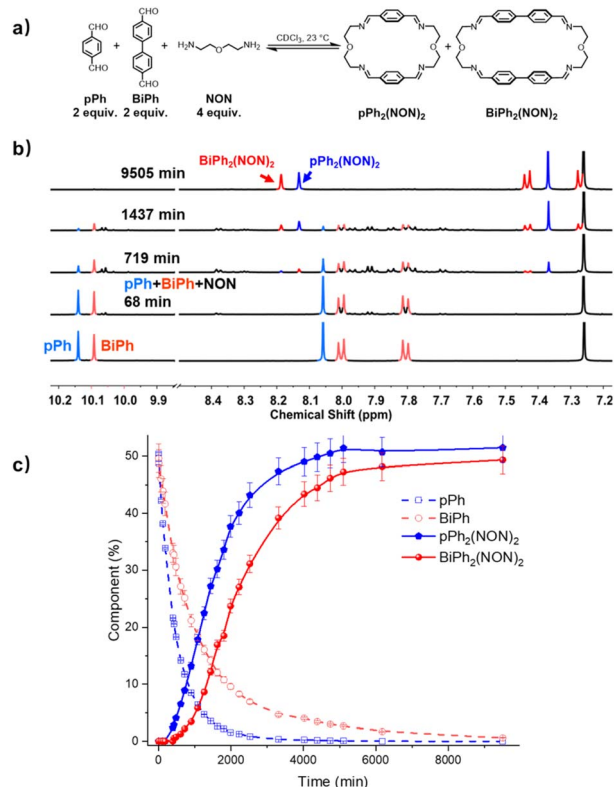 a)
CHO
CHO
CHO
CHO
+
+
H2N
O
NH2
CDCl3, 23 °C
N
N
O
O
N
N
+
N
N
O
O
N
N
pPh
2 equiv.
BiPh
2 equiv.
NON
4 equiv.
pPh2(NON)2
BiPh2(NON)2
b)
9505 min
BiPh2(NON)2
pPh2(NON)2
1437 min
719 min
pPh+BiPh+NON
68 min
pPh
BiPh
10.2 10.1 10.0 9.9 8.4 8.3 8.2 8.1 8.0 7.9 7.8 7.7 7.6 7.5 7.4 7.3 7.2
Chemical Shift (ppm)
c)
50
40
30
20
10
0
Component (%)
pPh
BiPh
pPh2(NON)2
BiPh2(NON)2
0 2000 4000 6000 8000
Time (min)